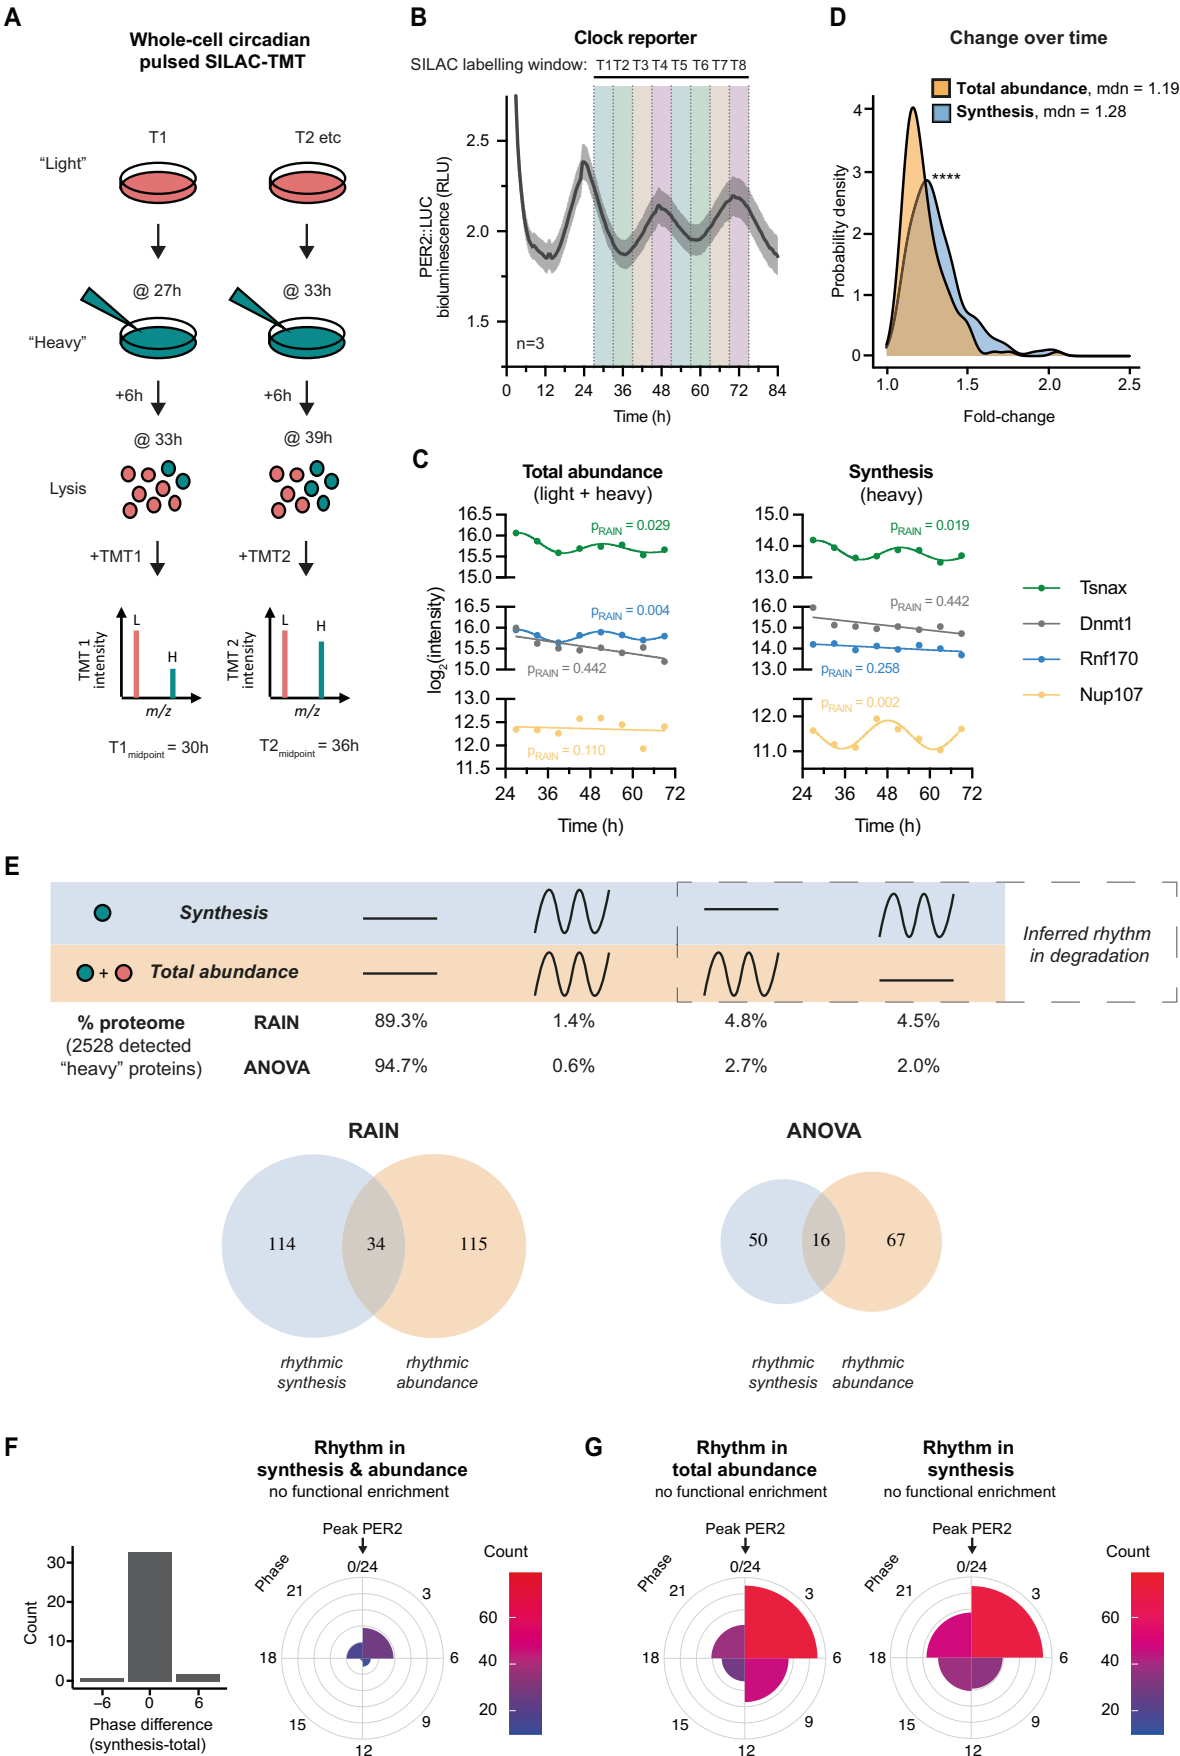 A
Whole-cell circadian
pulsed SILAC-TMT
T1
T2 etc
“Light”
@ 27h
@ 33h
“Heavy”
+6h
+6h
@ 33h
@ 39h
Lysis
+TMT1
+TMT2
TMT 1
intensity
L
H
m/z
TMT 2
intensity
L
H
m/z
T1midpoint = 30h
T2midpoint = 36h
B
Clock reporter
SILAC labelling window: T1 T2 T3 T4 T5 T6 T7 T8
PER2::LUC
bioluminescence (RLU)
2.5
2.0
1.5
n=3
0 12 24 36 48 60 72 84
Time (h)
D
Change over time
Total abundance, mdn = 1.19
Synthesis, mdn = 1.28
****
Probability density
4
3
2
1
0
1.0 1.5 2.0 2.5
Fold-change
C
Total abundance
(light + heavy)
log2(intensity)
16.5
16.0
15.5
15.0
pRAIN = 0.029
16.5
16.0
15.5
15.0
pRAIN = 0.004
pRAIN = 0.442
13.0
12.5
12.0
11.5
pRAIN = 0.110
24 36 48 60 72
Time (h)
Synthesis
(heavy)
15.0
14.0
13.0
pRAIN = 0.019
16.0
15.0
14.0
13.0
pRAIN = 0.442
pRAIN = 0.258
12.0
11.0
pRAIN = 0.002
24 36 48 60 72
Time (h)
Tsnax
Dnmt1
Rnf170
Nup107
E
Synthesis
+ Total abundance
Inferred rhythm
in degradation
% proteome
(2528 detected
“heavy” proteins)
RAIN 89.3% 1.4% 4.8% 4.5%
ANOVA 94.7% 0.6% 2.7% 2.0%
RAIN
114 34 115
rhythmic
synthesis
rhythmic
abundance
ANOVA
50 16 67
rhythmic
synthesis
rhythmic
abundance
F
Count
30
20
10
0
−6 0 6
Phase difference
(synthesis-total)
Rhythm in
synthesis & abundance
no functional enrichment
Peak PER2
Phase
0/24
3
6
9
12
15
18
21
Count
60
40
20
G
Rhythm in
total abundance
no functional enrichment
Peak PER2
Phase
0/24
3
6
9
12
15
18
21
Rhythm in
synthesis
no functional enrichment
Peak PER2
Phase
0/24
3
6
9
12
15
18
21
Count
60
40
20